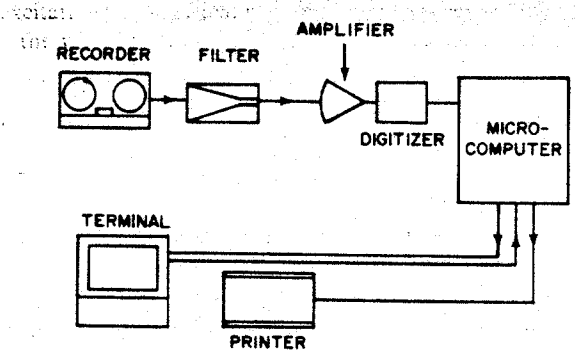 AMPLIFIER
RECORDER
FILTER
DIGITIZER
MICRO-
COMPUTER
TERMINAL
PRINTER